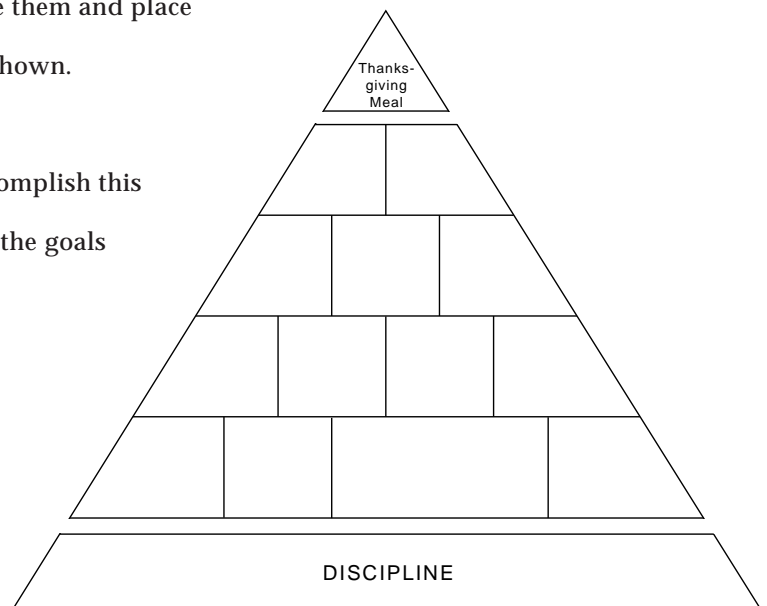 e them and place
hown.
omplish this
the goals
Thanks-
giving
Meal
DISCIPLINE